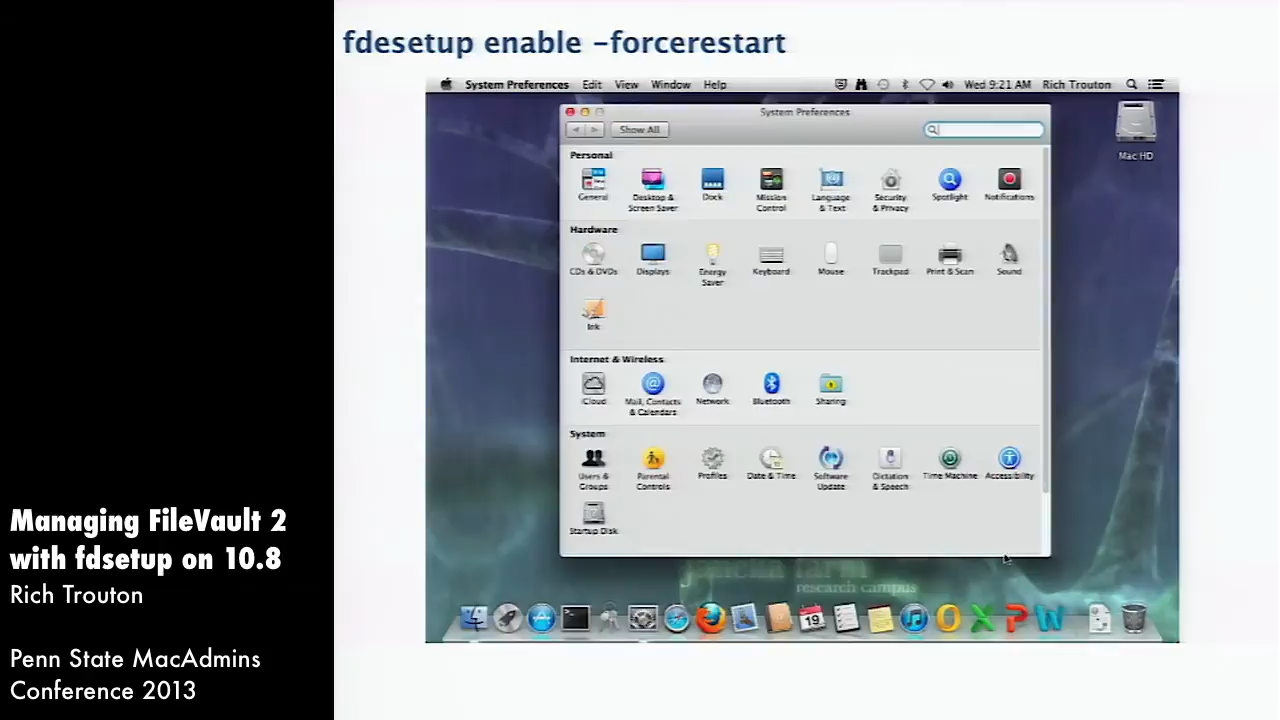 fdesetup enable -forcerestart
System Preferences Edit View Window Help Wed 9:21 AM Rich Trouton
System Preferences
Show All
Mac HD
Personal
General Desktop & Screen Saver Dock Mission Control Language & Text Security & Privacy Spotlight Notifications
Hardware
CDs & DVDs Displays Energy Saver Keyboard Mouse Trackpad Print & Scan Sound
Ink
Internet & Wireless
iCloud Mail, Contacts & Calendars Network Bluetooth Sharing
System
Users & Groups Parental Controls Profiles Date & Time Software Update Dictation & Speech Time Machine Accessibility
Startup Disk
farm
research campus
19
Managing FileVault 2
with fdsetup on 10.8
Rich Trouton
Penn State MacAdmins
Conference 2013